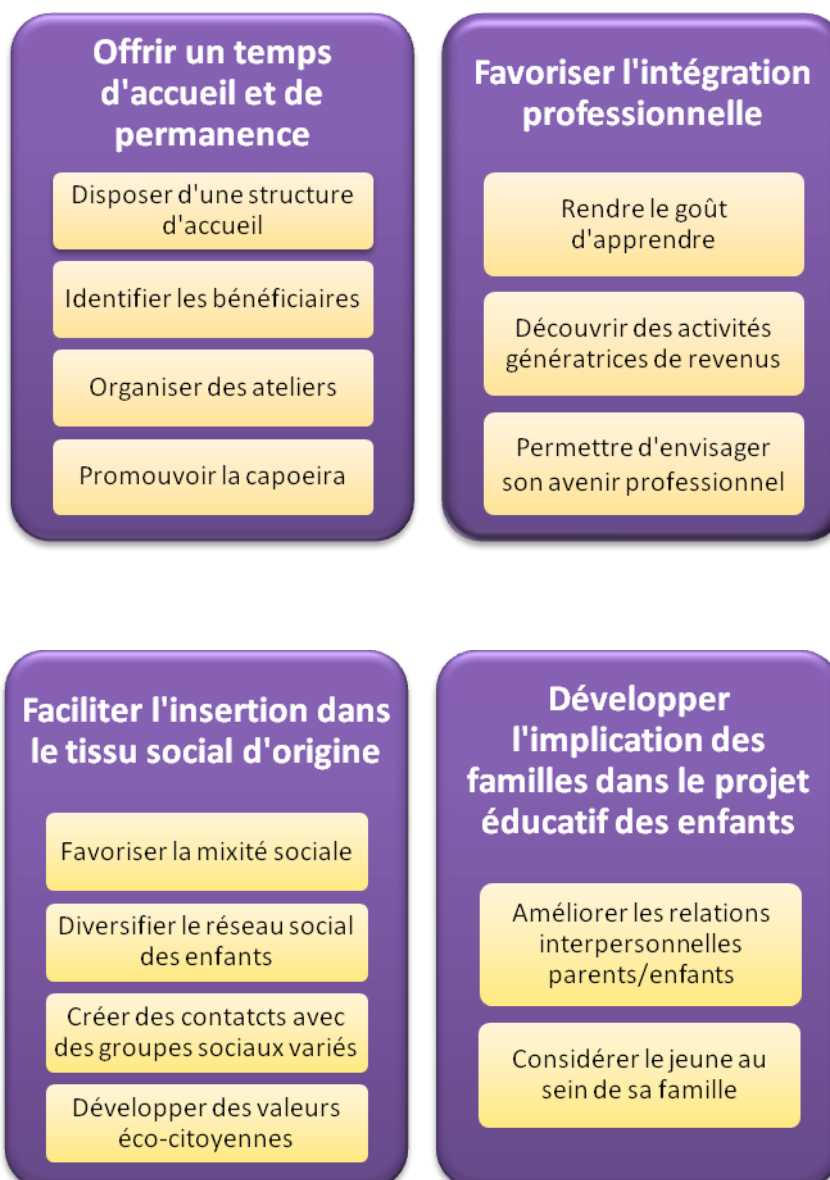 Offrir un temps
d'accueil et de
permanence
Disposer d'une structure
d'accueil
Identifier les bénéficiaires
Organiser des ateliers
Promouvoir la capoeira
Favoriser l'intégration
professionnelle
Rendre le goût
d'apprendre
Découvrir des activités
génératrices de revenus
Permettre d'envisager
son avenir professionnel
Faciliter l'insertion dans
le tissu social d'origine
Favoriser la mixité sociale
Diversifier le réseau social
des enfants
Créer des contatcts avec
des groupes sociaux variés
Développer des valeurs
éco-citoyennes
Développer
l'implication des
familles dans le projet
éducatif des enfants
Améliorer les relations
interpersonnelles
parents/enfants
Considérer le jeune au
sein de sa famille